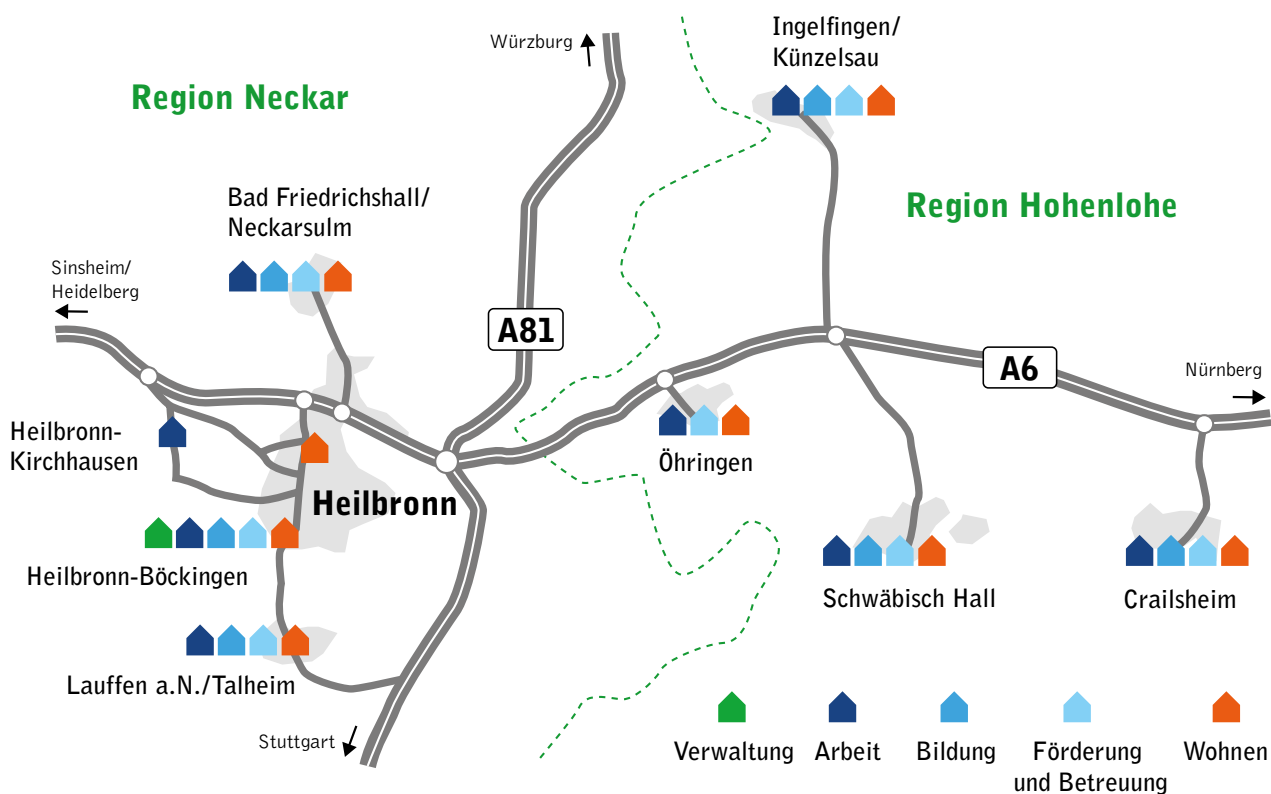 Ingelfingen/
Künzelsau
Würzburg
Region Neckar
Bad Friedrichshall/
Neckarsulm
Region Hohenlohe
Sinsheim/
Heidelberg
A81
A6
Nürnberg
Heilbronn-
Kirchhausen
Öhringen
Heilbronn
Heilbronn-Böckingen
Schwäbisch Hall
Crailsheim
Lauffen a.N./Talheim
Stuttgart
Verwaltung
Arbeit
Bildung
Förderung
und Betreuung
Wohnen